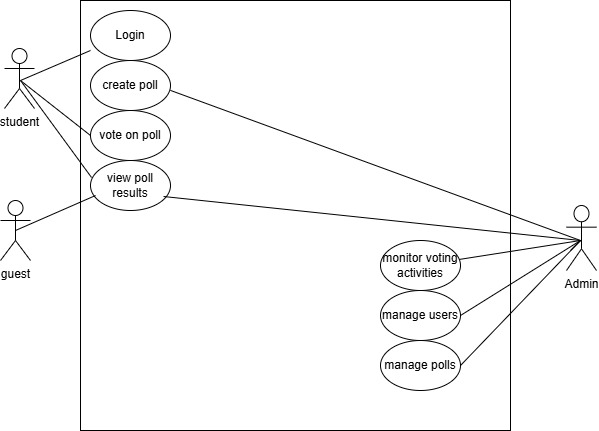 Login
create poll
student
vote on poll
view poll
results
guest
monitor voting
activities
Admin
manage users
manage polls